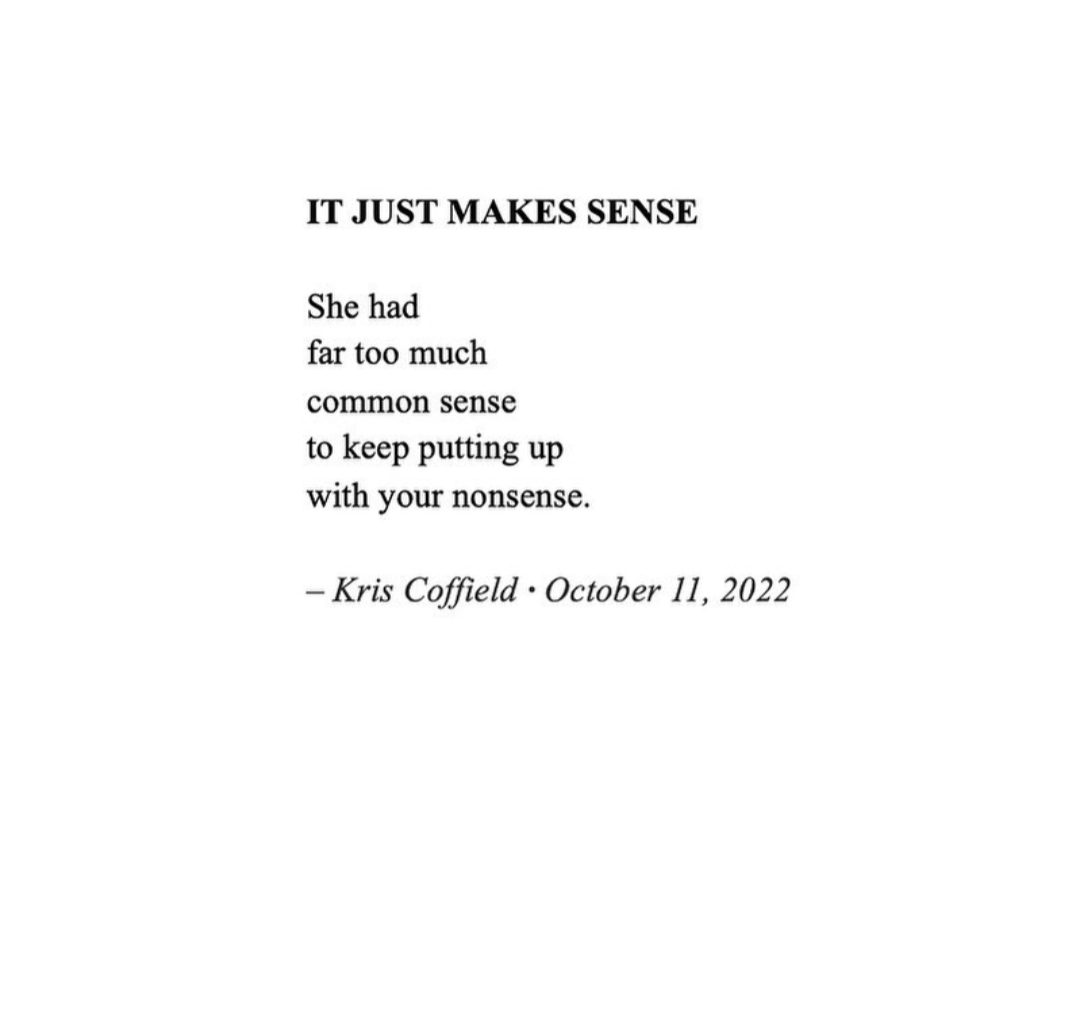 IT JUST MAKES SENSE
She had
far too much
common sense
to keep putting up
with your nonsense.
– Kris Coffield · October 11, 2022